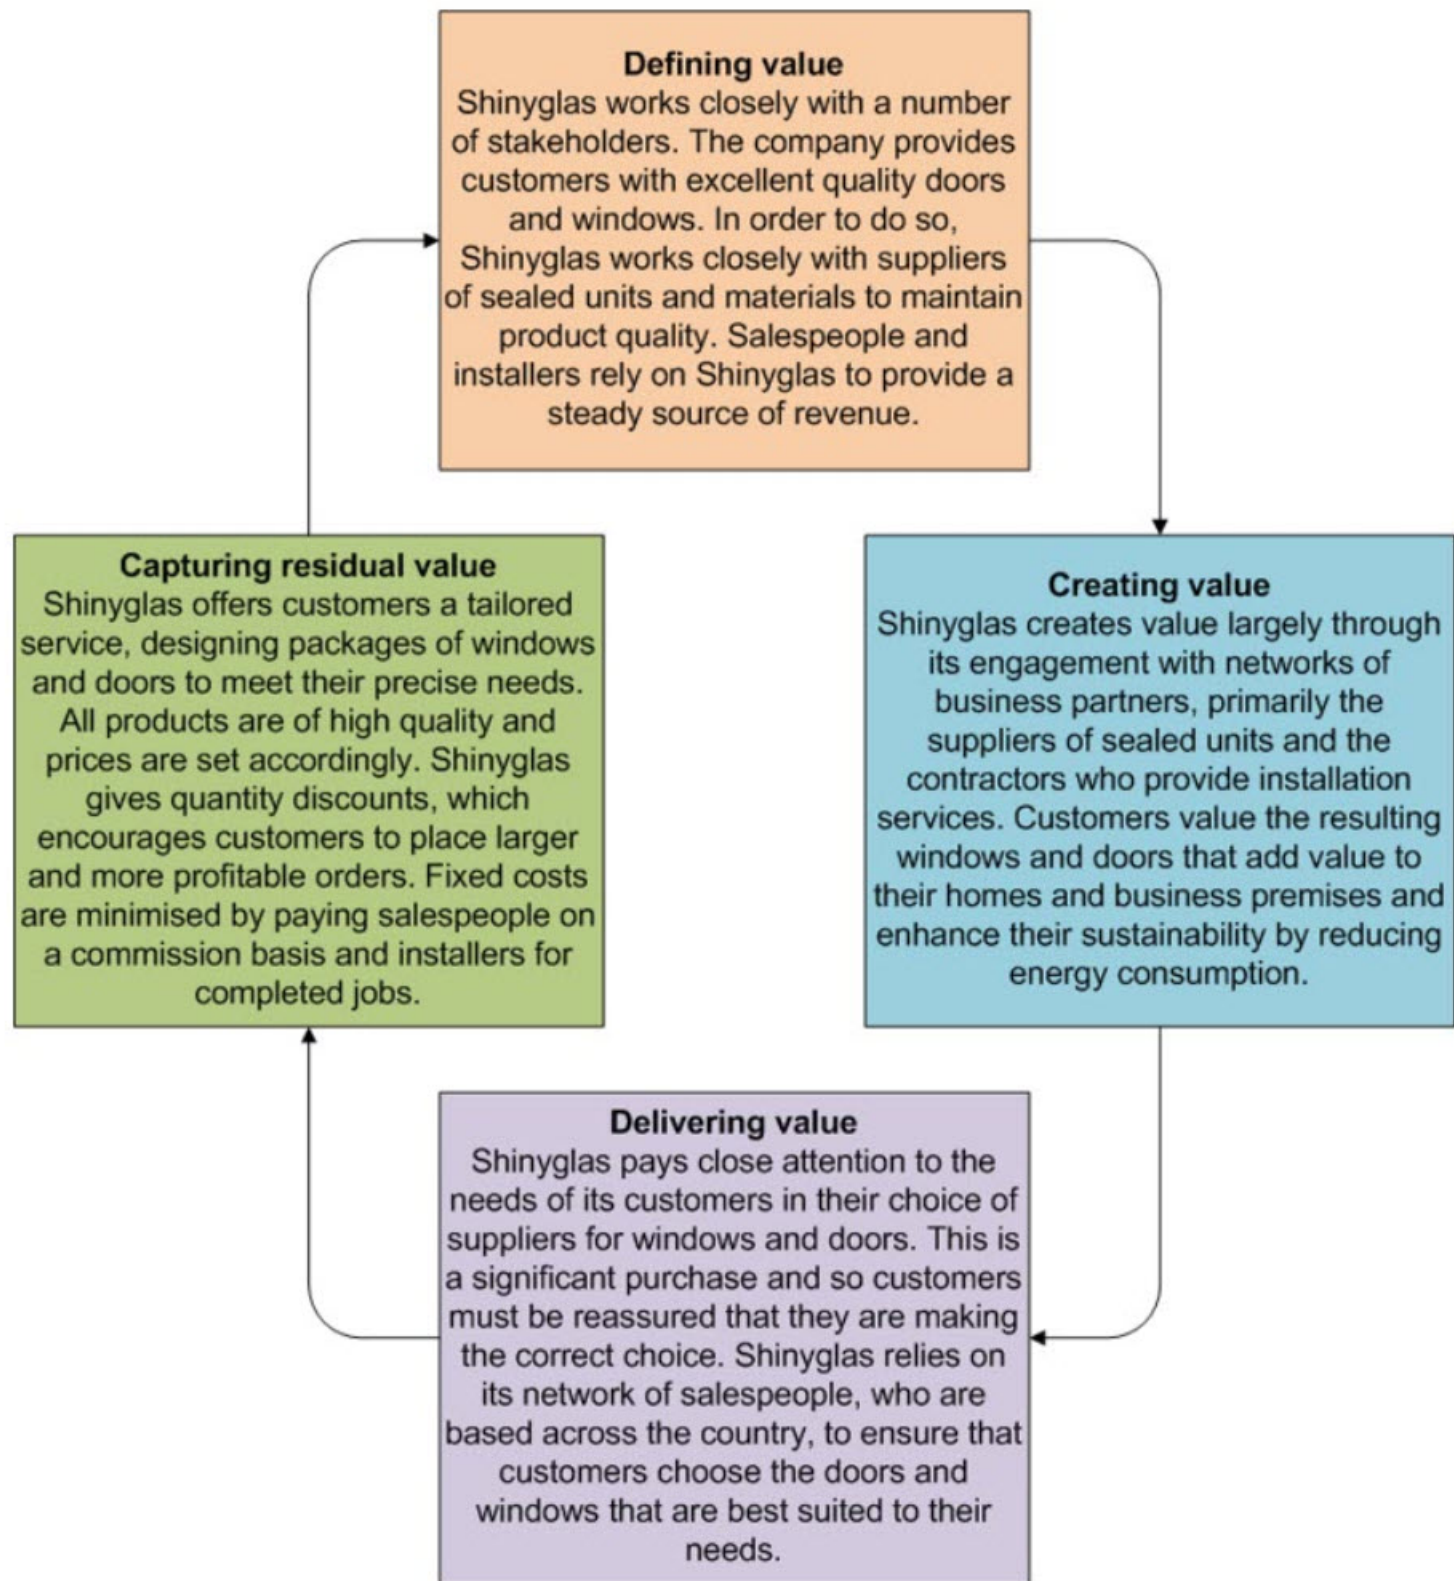 Defining value
Shinyglas works closely with a number
of stakeholders. The company provides
customers with excellent quality doors
and windows. In order to do so,
Shinyglas works closely with suppliers
of sealed units and materials to maintain
product quality. Salespeople and
installers rely on Shinyglas to provide a
steady source of revenue.
Creating value
Shinyglas creates value largely through
its engagement with networks of
business partners, primarily the
suppliers of sealed units and the
contractors who provide installation
services. Customers value the resulting
windows and doors that add value to
their homes and business premises and
enhance their sustainability by reducing
energy consumption.
Delivering value
Shinyglas pays close attention to the
needs of its customers in their choice of
suppliers for windows and doors. This is
a significant purchase and so customers
must be reassured that they are making
the correct choice. Shinyglas relies on
its network of salespeople, who are
based across the country, to ensure that
customers choose the doors and
windows that are best suited to their
needs.
Capturing residual value
Shinyglas offers customers a tailored
service, designing packages of windows
and doors to meet their precise needs.
All products are of high quality and
prices are set accordingly. Shinyglas
gives quantity discounts, which
encourages customers to place larger
and more profitable orders. Fixed costs
are minimised by paying salespeople on
a commission basis and installers for
completed jobs.